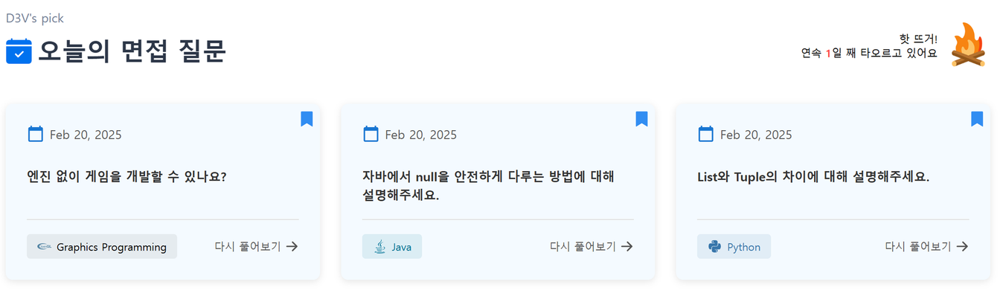 D3V's pick
오늘의 면접 질문
핫 뜨거!
연속 1일 째 타오르고 있어요
Feb 20, 2025
엔진 없이 게임을 개발할 수 있나요?
Graphics Programming
다시 풀어보기
Feb 20, 2025
자바에서 null을 안전하게 다루는 방법에 대해
설명해주세요.
Java
다시 풀어보기
Feb 20, 2025
List와 Tuple의 차이에 대해 설명해주세요.
Python
다시 풀어보기